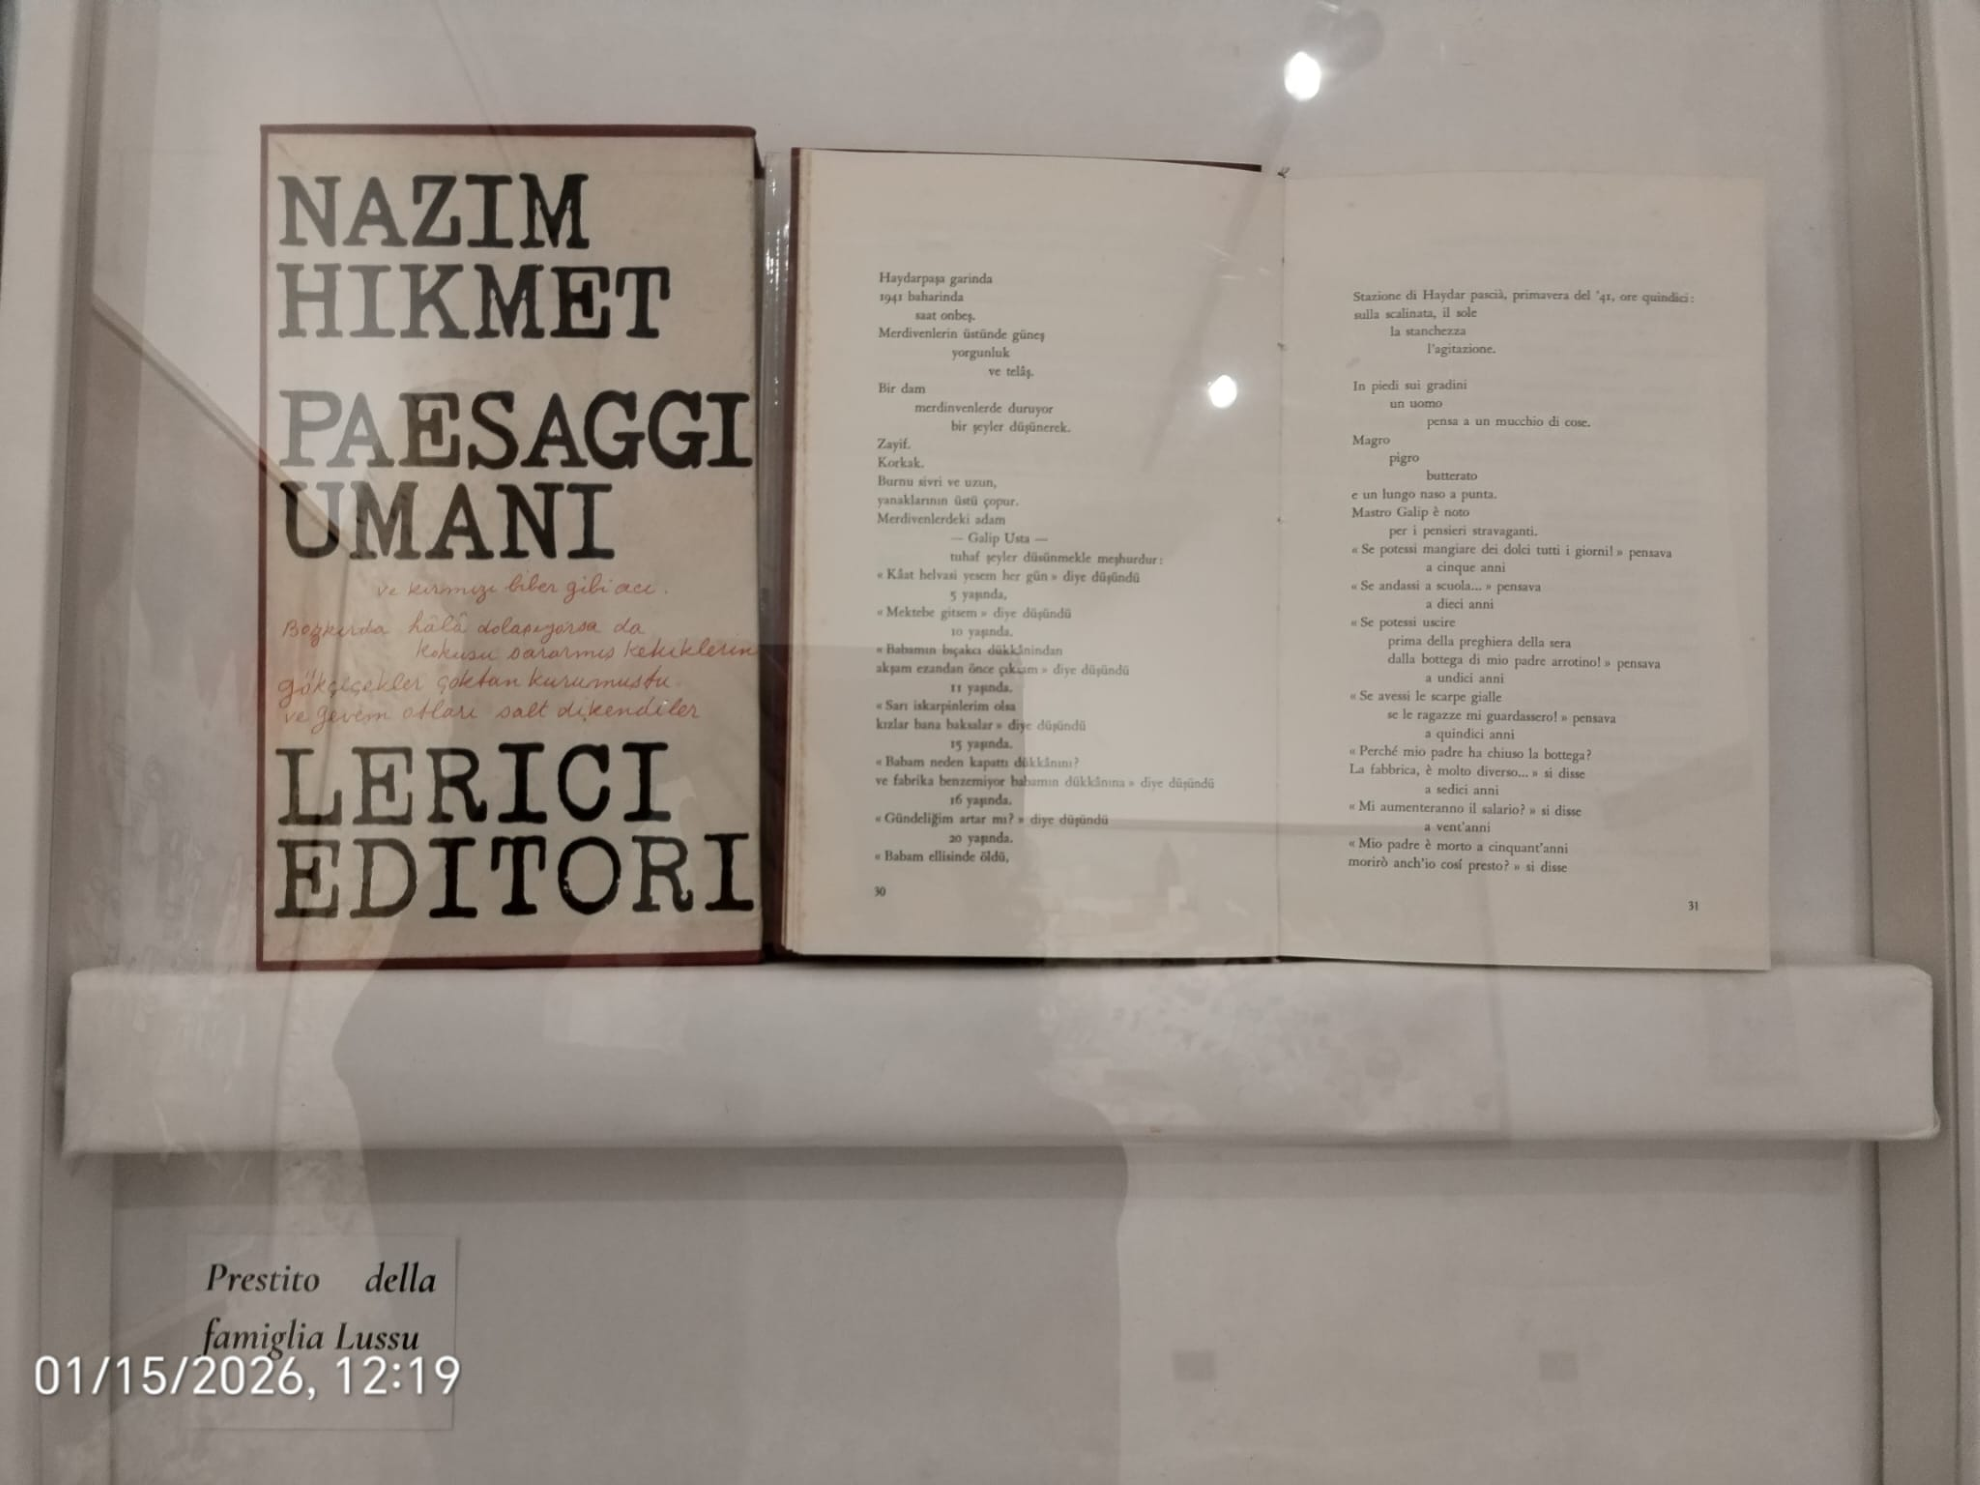 NAZIM
HIKMET
PAESAGGI
UMANI
ve kırmızı biber gibi acı.
Bozkırda hâlâ dolaşıyorsa da
kokusu sararmış kekiklerin
gökçiçekler çoktan kurumuştu
ve geven otları salt dikendiler
LERICI
EDITORI
Haydarpaşa garinda
1941 baharinda
saat onbeş.
Merdivenlerin üstünde güneş
yorgunluk
ve telâş.
Bir dam
merdinvenlerde duruyor
bir şeyler düşünerek.
Zayif.
Korkak.
Burnu sivri ve uzun,
yanaklarının üstü çopur.
Merdivenlerdeki adam
— Galip Usta —
tuhaf şeyler düsünmekle meşhurdur:
« Kâat helvasi yesem her gün » diye düşündü
5 yaşında,
« Mektebe gitsem » diye düşündü
10 yaşında.
« Babamın bıçakcı dükkânindan
akşam ezandan önce çıksam » diye düşündü
11 yaşında.
« Sarı iskarpinlerim olsa
kızlar bana baksalar » diye düşündü
15 yaşında.
« Babam neden kapattı dükkânını?
ve fabrika benzemiyor babamın dükkânına » diye düşündü
16 yaşında.
« Gündeliğim artar mı? » diye düşündü
20 yaşında.
« Babam ellisinde öldü,
30
Stazione di Haydar pascià, primavera del '41, ore quindici:
sulla scalinata, il sole
la stanchezza
l'agitazione.
In piedi sui gradini
un uomo
pensa a un mucchio di cose.
Magro
pigro
butterato
e un lungo naso a punta.
Mastro Galip è noto
per i pensieri stravaganti.
« Se potessi mangiare dei dolci tutti i giorni! » pensava
a cinque anni
« Se andassi a scuola... » pensava
a dieci anni
« Se potessi uscire
prima della preghiera della sera
dalla bottega di mio padre arrotino! » pensava
a undici anni
« Se avessi le scarpe gialle
se le ragazze mi guardassero! » pensava
a quindici anni
« Perché mio padre ha chiuso la bottega?
La fabbrica, è molto diverso... » si disse
a sedici anni
« Mi aumenteranno il salario? » si disse
a vent'anni
« Mio padre è morto a cinquant'anni
morirò anch'io cosí presto? » si disse
31
Prestito della
famiglia Lussu
01/15/2026, 12:19